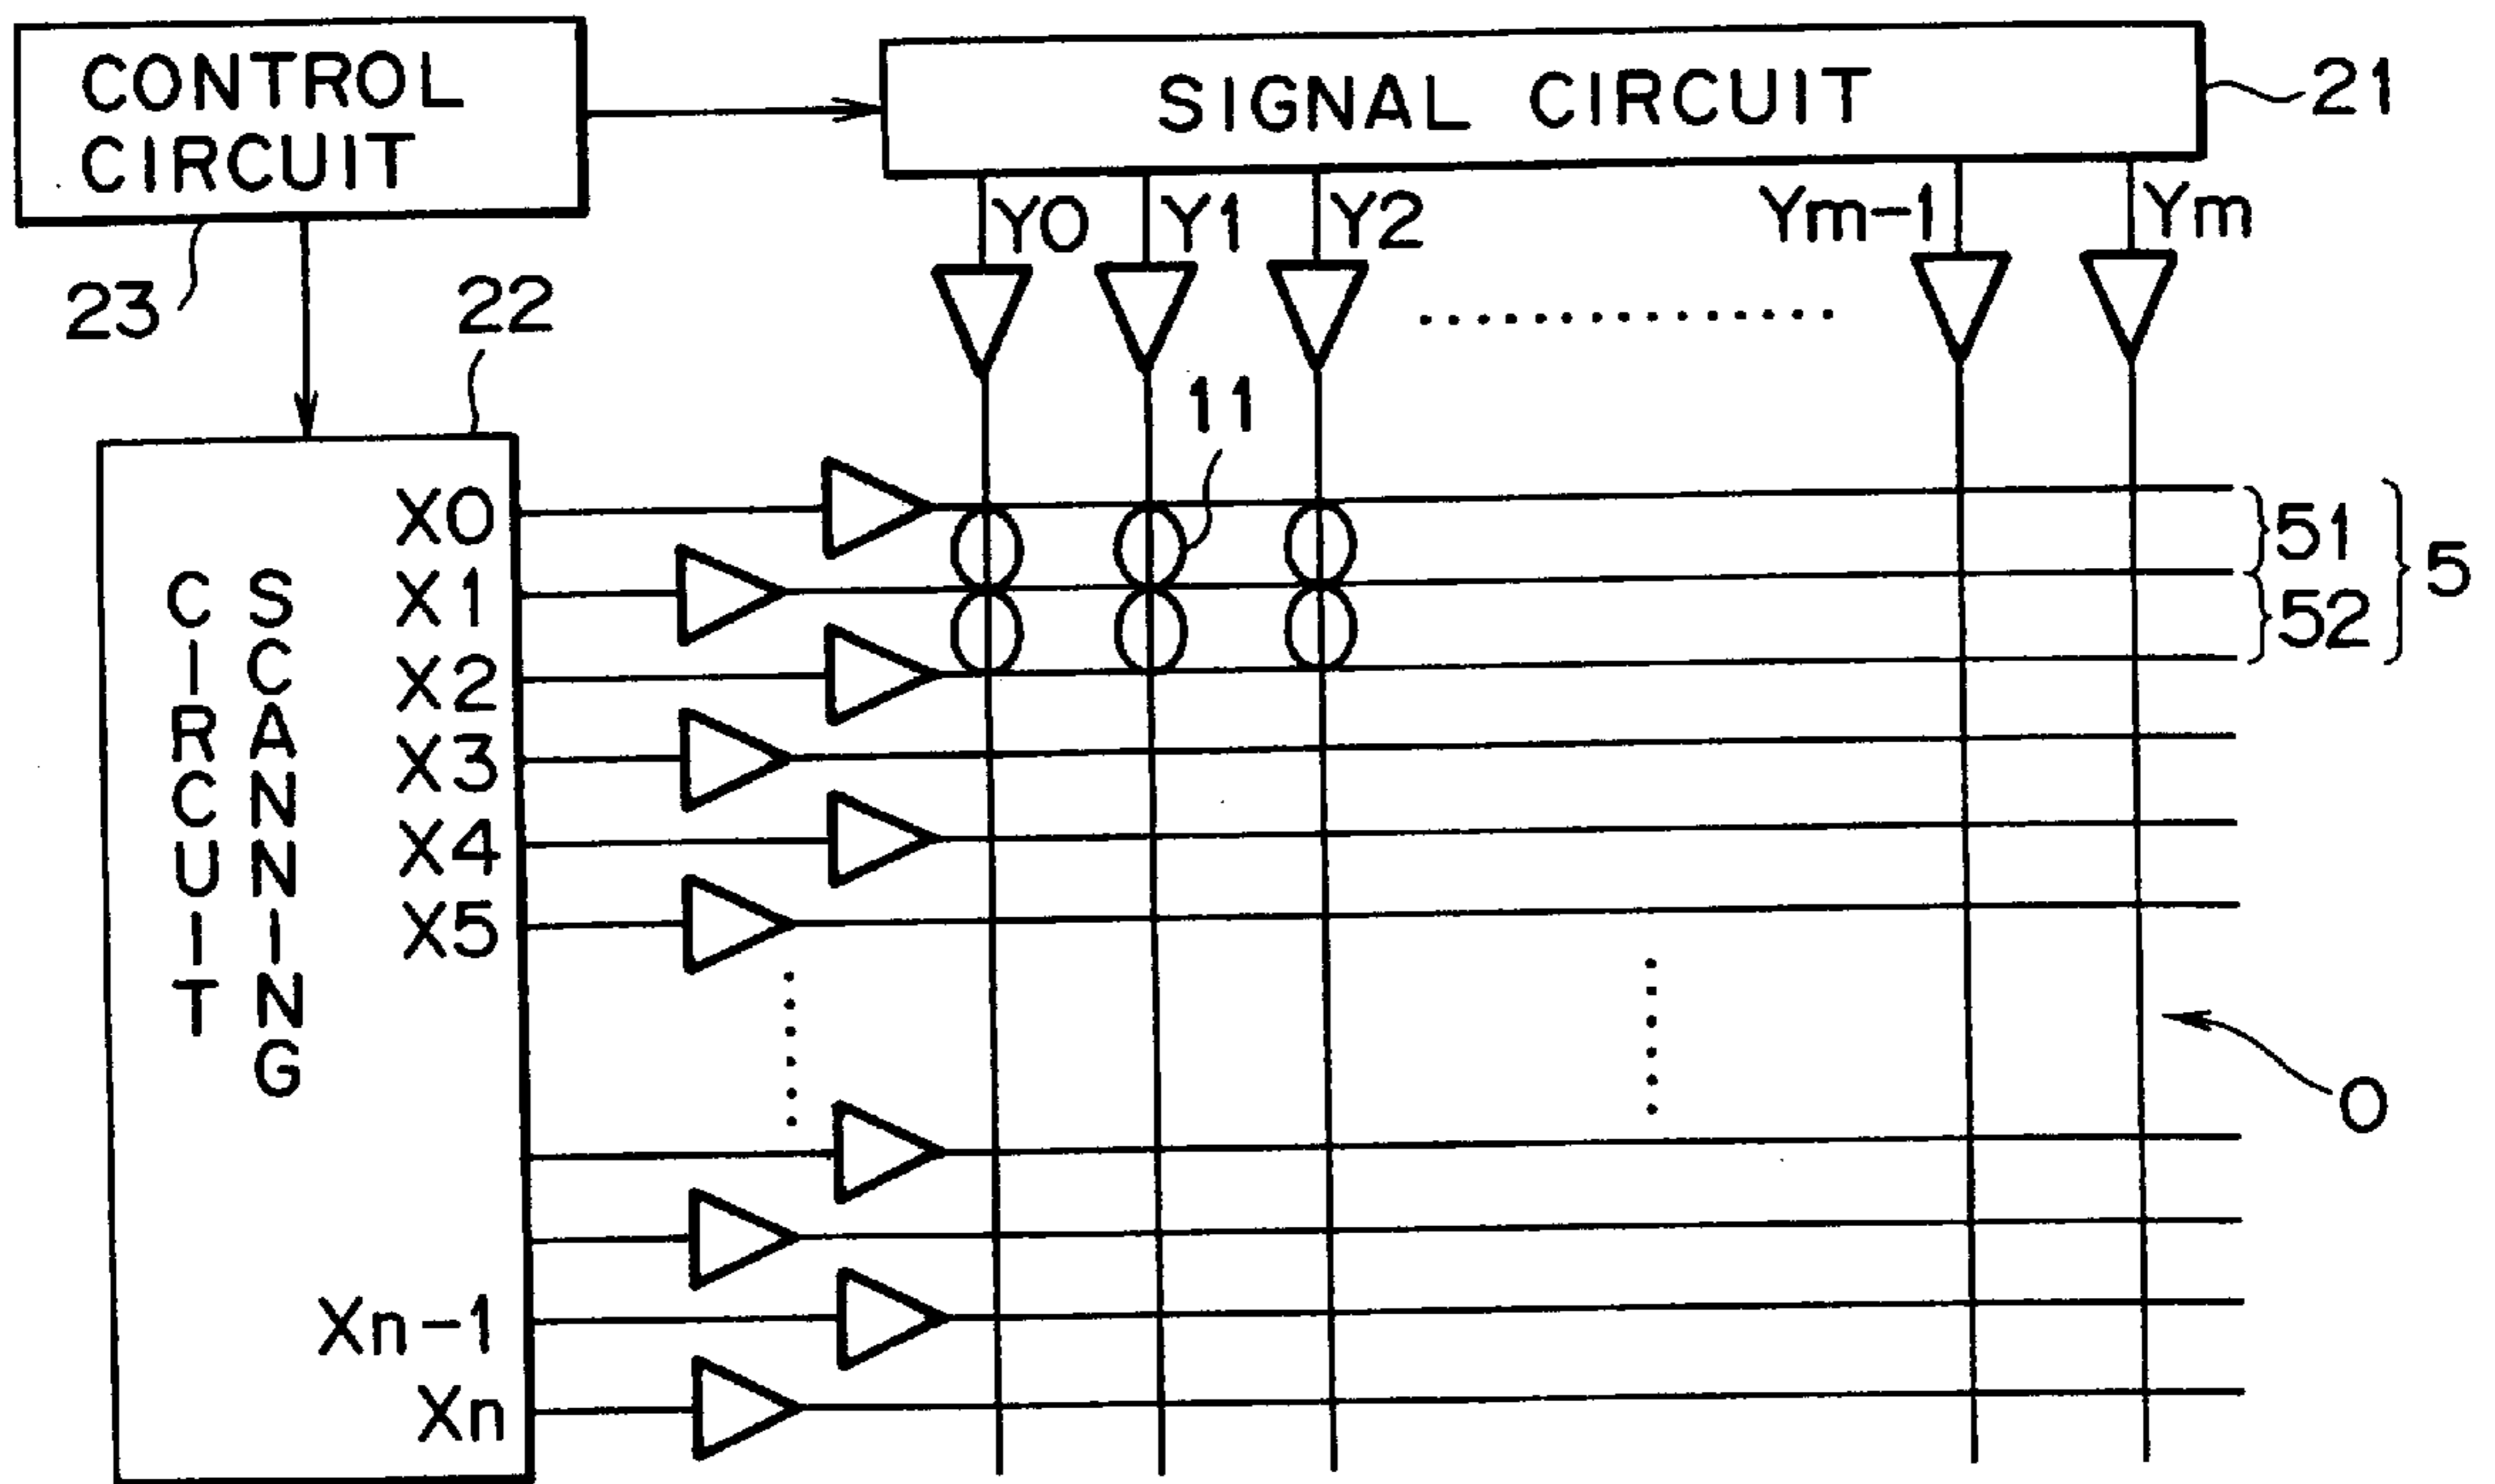 CONTROL
CIRCUIT
SIGNAL CIRCUIT
21
Y0
Y1
Y2
Ym-1
Ym
23
22
11
X0
X1
X2
X3
X4
X5
Xn-1
Xn
SCANNING
CIRCUIT
51
52
5
0